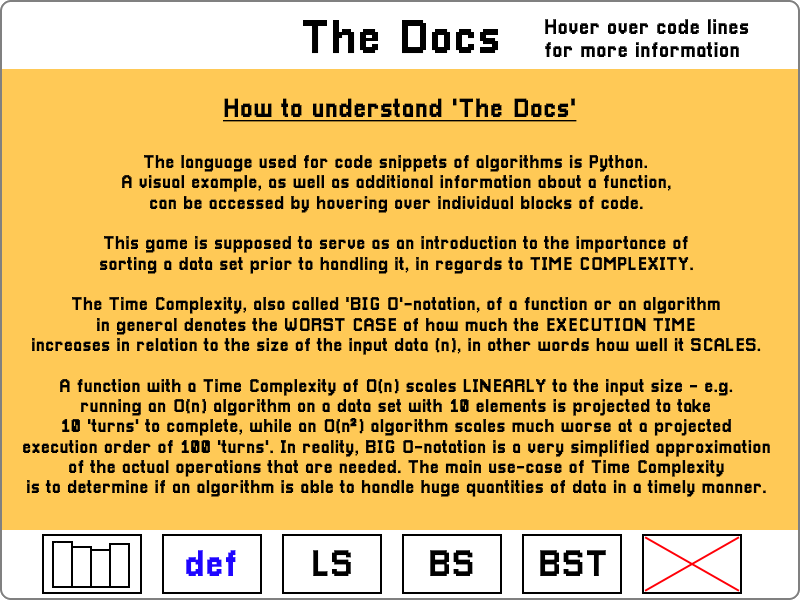 The Docs
Hover over code lines
for more information
How to understand 'The Docs'
The language used for code snippets of algorithms is Python.
A visual example, as well as additional information about a function,
can be accessed by hovering over individual blocks of code.
This game is supposed to serve as an introduction to the importance of
sorting a data set prior to handling it, in regards to TIME COMPLEXITY.
The Time Complexity, also called 'BIG O'-notation, of a function or an algorithm
in general denotes the WORST CASE of how much the EXECUTION TIME
increases in relation to the size of the input data (n), in other words how well it SCALES.
A function with a Time Complexity of O(n) scales LINEARLY to the input size - e.g.
running an O(n) algorithm on a data set with 10 elements is projected to take
10 'turns' to complete, while an O(n²) algorithm scales much worse at a projected
execution order of 100 'turns'. In reality, BIG O-notation is a very simplified approximation
of the actual operations that are needed. The main use-case of Time Complexity
is to determine if an algorithm is able to handle huge quantities of data in a timely manner.
def
LS
BS
BST